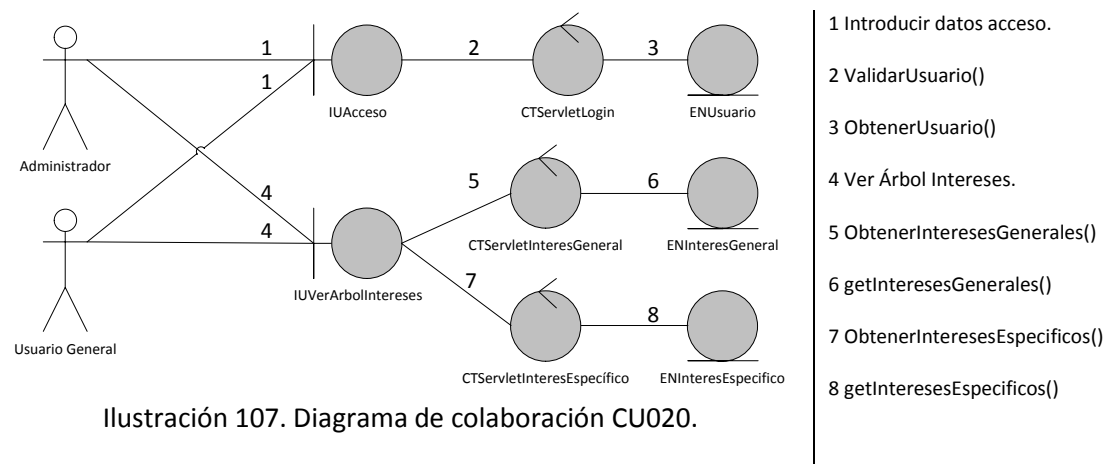 1
1
2
3
IUAcceso
CTServletLogin
ENUsuario
Administrador
4
4
5
6
CTServletInteresGeneral
ENInteresGeneral
IUVerArbolIntereses
7
8
Usuario General
CTServletInteresEspecífico
ENInteresEspecifico
Ilustración 107. Diagrama de colaboración CU020.
1 Introducir datos acceso.
2 ValidarUsuario()
3 ObtenerUsuario()
4 Ver Árbol Intereses.
5 ObtenerInteresesGenerales()
6 getInteresesGenerales()
7 ObtenerInteresesEspecificos()
8 getInteresesEspecificos()